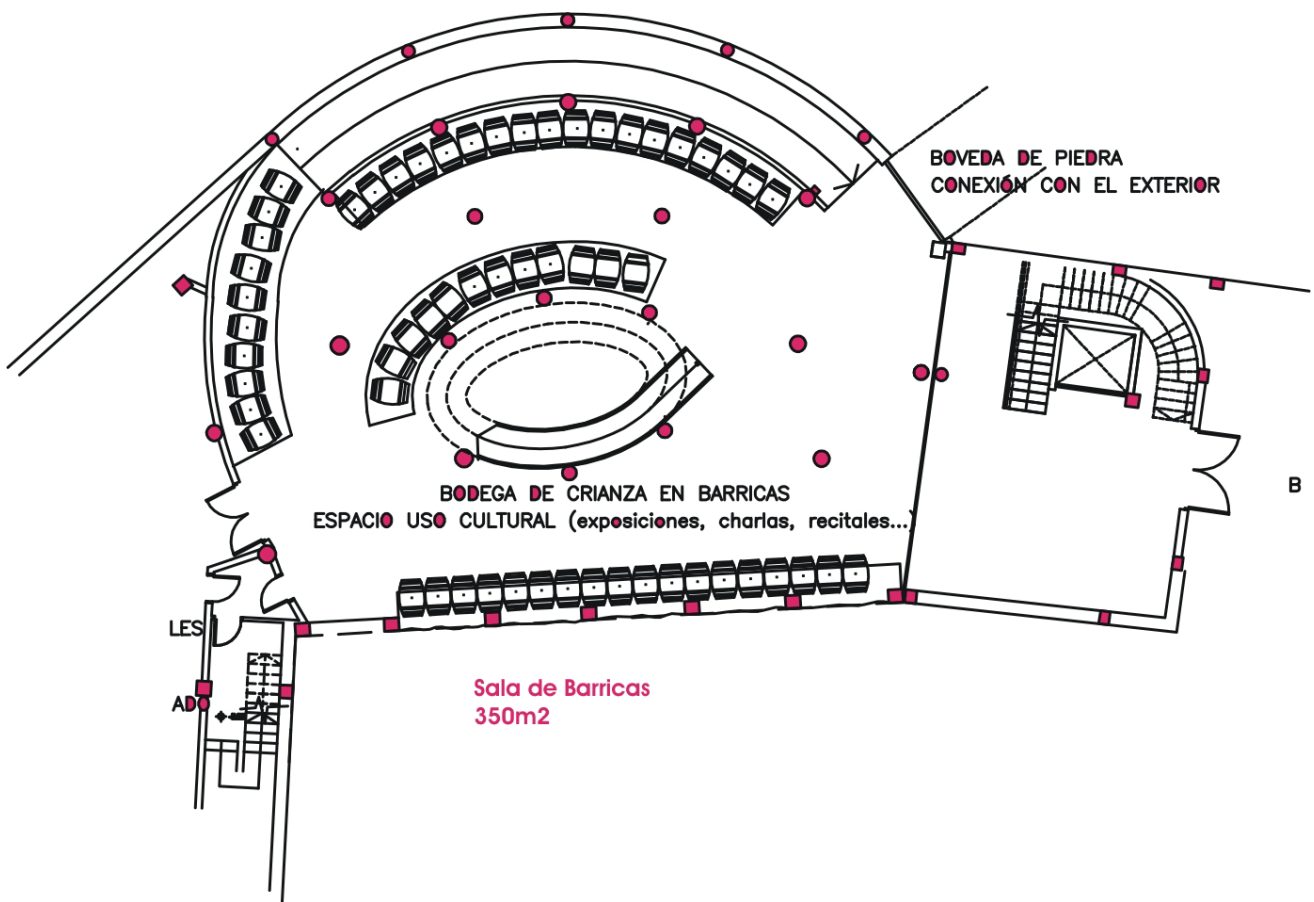 BOVEDA DE PIEDRA
CONEXIÓN CON EL EXTERIOR
B
BODEGA DE CRIANZA EN BARRICAS
ESPACIO USO CULTURAL (exposiciones, charlas, recitales...)
LES
ADO
Sala de Barricas
350m2